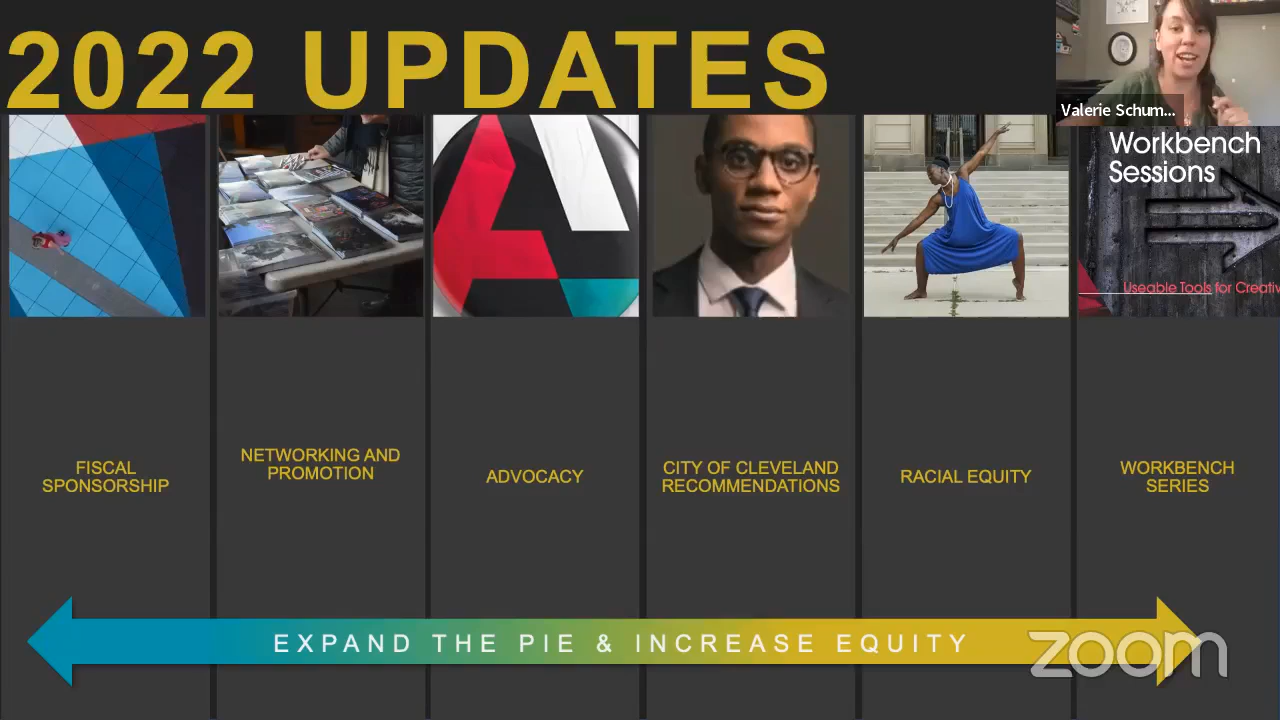 2022 UPDATES
Valerie Schum...
Workbench
Sessions
Useable Tools for Creativ
FISCAL
SPONSORSHIP
NETWORKING AND
PROMOTION
ADVOCACY
CITY OF CLEVELAND
RECOMMENDATIONS
RACIAL EQUITY
WORKBENCH
SERIES
EXPAND THE PIE & INCREASE EQUITY
zoom